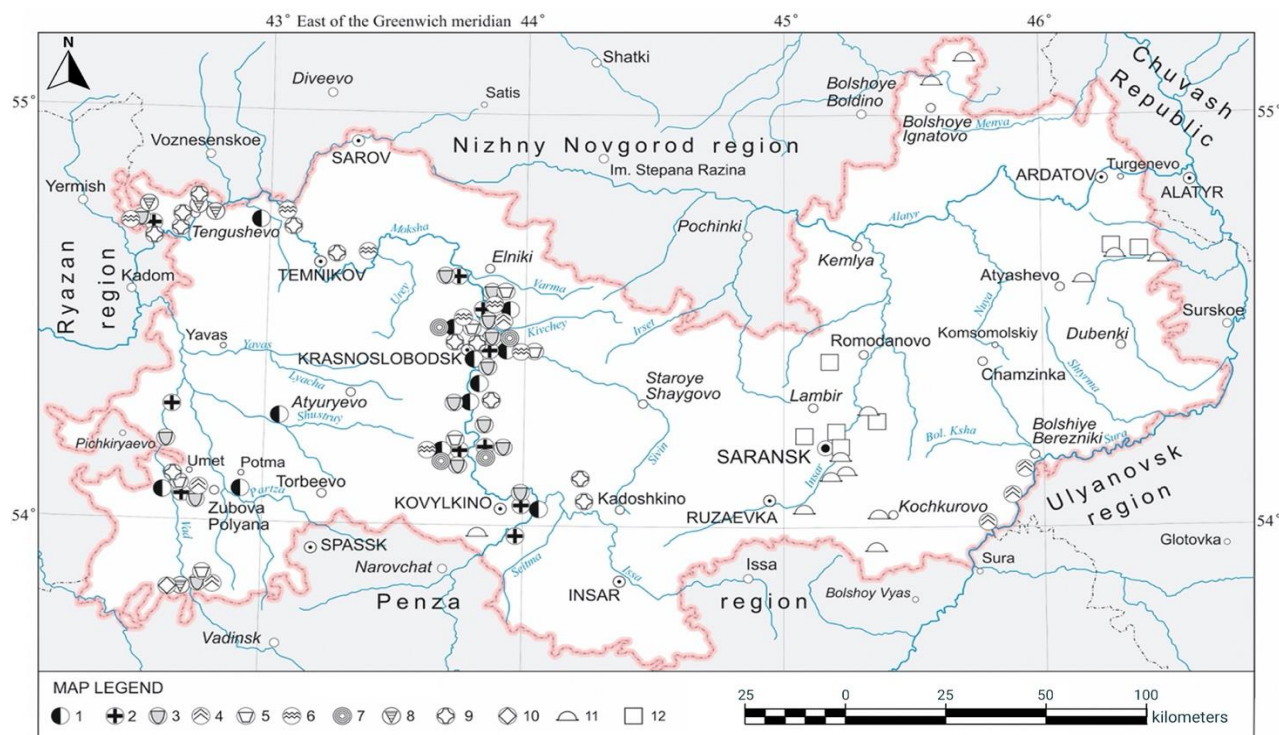 43° East of the Greenwich meridian 44° 45° 46°
N
Shatki
Diveevo
Satis
55°
Bolshoye
Boldino
Bolshoye
Ignatovo
Menya
Chuvash
Republic
55°
Voznesenskoe
SAROV
Nizhny Novgorod region
Im. Stepana Razina
ARDATOV
Turgenevo
ALATYR
Yermish
Tengushevo
Moksha
Pochinki
Alatyr
Kemlya
Ryazan
region
Kadom
TEMNIKOV
Urey
Elniki
Varma
Atyashevo
Nuya
Surskoe
Yavas
Yavas
KRASNOSLOBODSK
Kivchey
Irset
Romodanovo
Komsomolskiy
Chamzinka
Dubenki
Shtyrma
Lyacha
Atyuryevo
Shustruy
Staroye
Shaygovo
Lambir
Pichkiryaevo
Sivin
Bol. Ksha
Bolshiye
Berezniki
Sura
Umet
Potma
Partza
Torbeevo
SARANSK
Insar
Ulyanovsk
region
54°
Zubova
Polyana
Vad
KOVYLKINO
Kadoshkino
RUZAEVKA
Kochkurovo
54°
SPASSK
Narovchat
Seitma
Issa
INSAR
Issa
Sura
Glotovka
Penza region
Bolshoy Vyas
Vadinsk
MAP LEGEND
1 2 3 4 5 6 7 8 9 10 11 12
25 0 25 50 100
kilometers